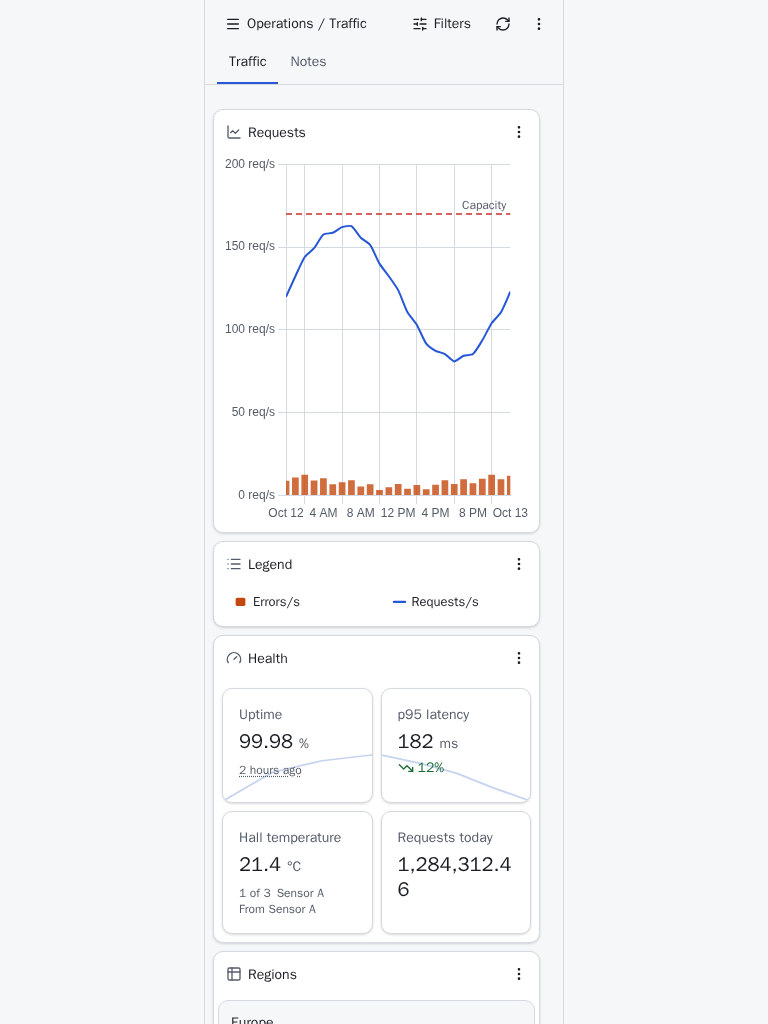 Operations / Traffic
Filters
Traffic
Notes
Requests
200 req/s
Capacity
150 req/s
100 req/s
50 req/s
0 req/s
Oct 12 4 AM 8 AM 12 PM 4 PM 8 PM Oct 13
Legend
Errors/s
Requests/s
Health
Uptime
99.98 %
2 hours ago
p95 latency
182 ms
12%
Hall temperature
21.4 °C
1 of 3 Sensor A
From Sensor A
Requests today
1,284,312.4
6
Regions
Europe